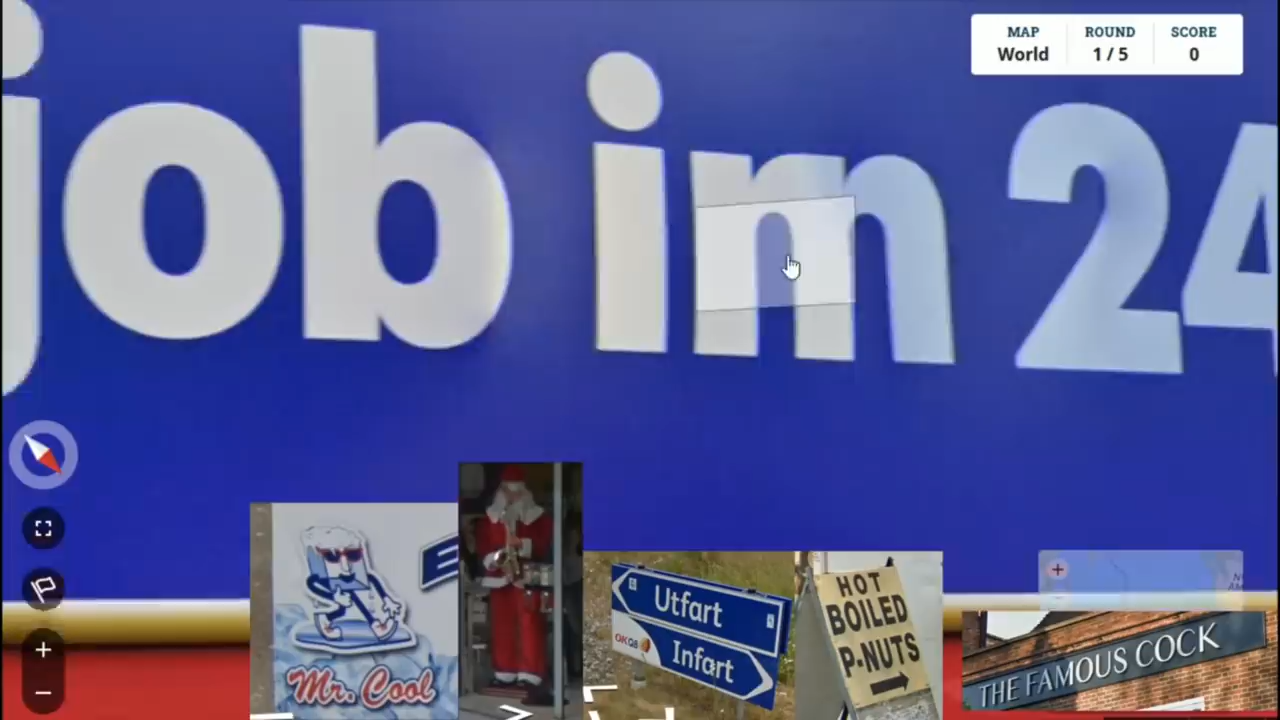 job in 24
MAP
World
ROUND
1 / 5
SCORE
0
Mr. Cool
Utfart
OKQ8
Infart
HOT
BOILED
P-NUTS
THE FAMOUS COCK